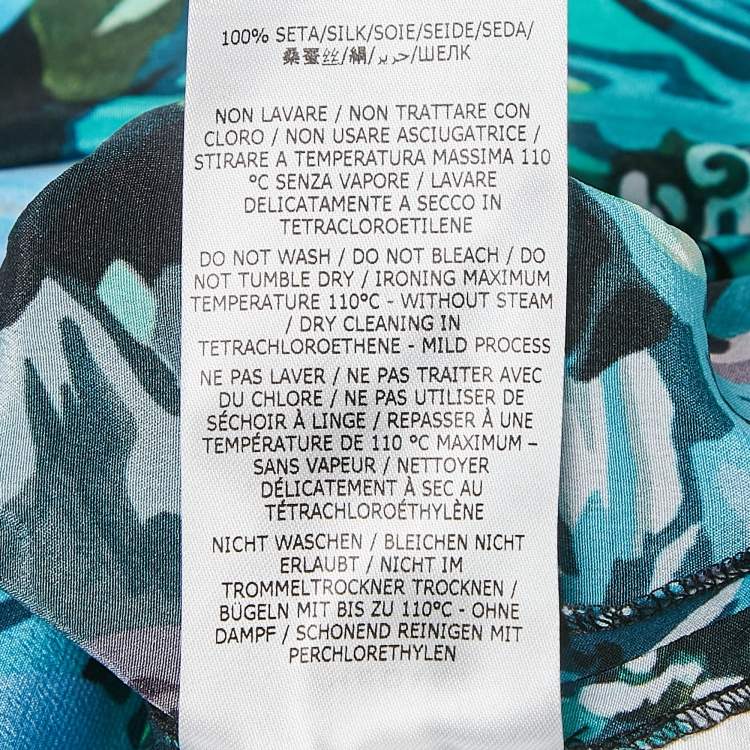 100% SETA/SILK/SOIE/SEIDE/SEDA/
桑蚕丝/絹/حرير/ШЕЛК
NON LAVARE / NON TRATTARE CON
CLORO / NON USARE ASCIUGATRICE /
STIRARE A TEMPERATURA MASSIMA 110
°C SENZA VAPORE / LAVARE
DELICATAMENTE A SECCO IN
TETRACLOROETILENE
DO NOT WASH / DO NOT BLEACH / DO
NOT TUMBLE DRY / IRONING MAXIMUM
TEMPERATURE 110°C - WITHOUT STEAM
/ DRY CLEANING IN
TETRACHLOROETHENE - MILD PROCESS
NE PAS LAVER / NE PAS TRAITER AVEC
DU CHLORE / NE PAS UTILISER DE
SÉCHOIR À LINGE / REPASSER À UNE
TEMPÉRATURE DE 110 °C MAXIMUM –
SANS VAPEUR / NETTOYER
DÉLICATEMENT À SEC AU
TÉTRACHLOROÉTHYLÈNE
NICHT WASCHEN / BLEICHEN NICHT
ERLAUBT / NICHT IM
TROMMELTROCKNER TROCKNEN /
BÜGELN MIT BIS ZU 110°C - OHNE
DAMPF / SCHONEND REINIGEN MIT
PERCHLORETHYLEN